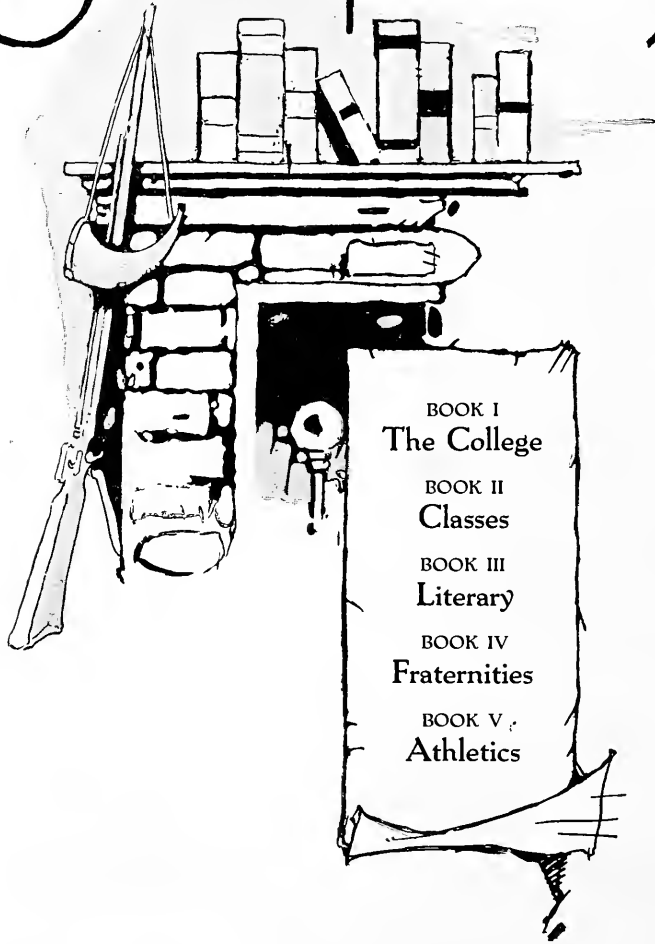 BOOK I
The College
BOOK II
Classes
BOOK III
Literary
BOOK IV
Fraternities
BOOK V
Athletics